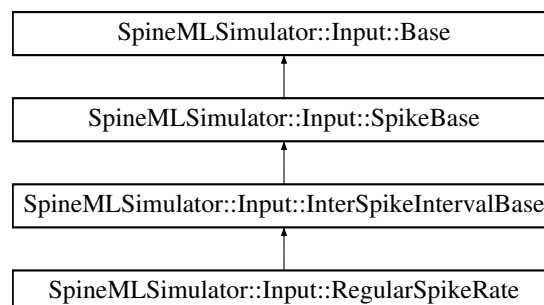 SpineMLSimulator::Input::Base
SpineMLSimulator::Input::SpikeBase
SpineMLSimulator::Input::InterSpikeIntervalBase
SpineMLSimulator::Input::RegularSpikeRate